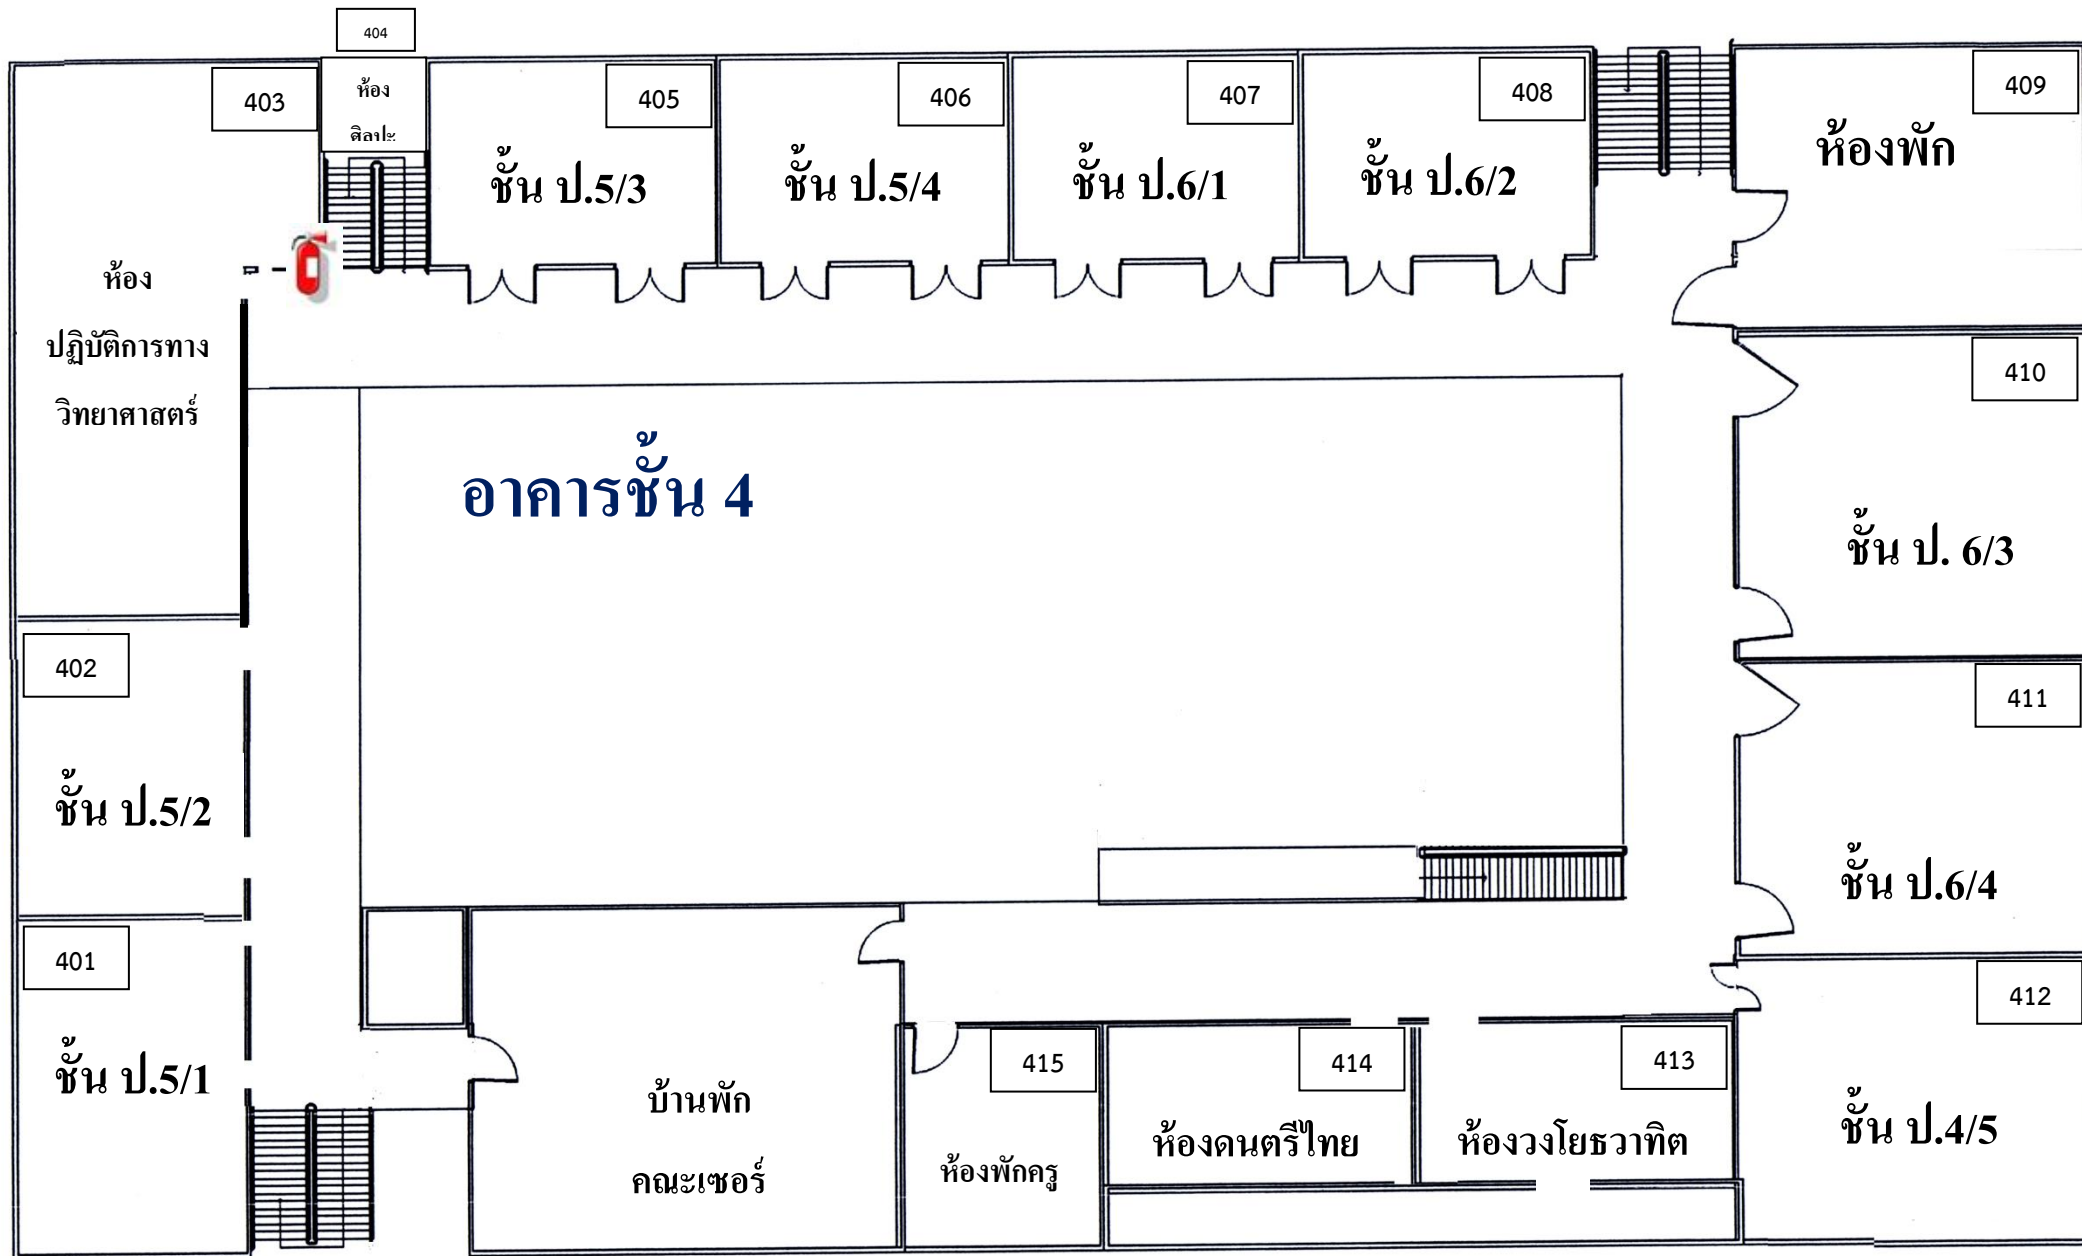 404
403
ห้อง
ศิลปะ
405
ชั้น ป.5/3
406
ชั้น ป.5/4
407
ชั้น ป.6/1
408
ชั้น ป.6/2
409
ห้องพัก
ห้อง
ปฏิบัติการทาง
วิทยาศาสตร์
410
ชั้น ป. 6/3
อาคารชั้น 4
402
ชั้น ป.5/2
411
ชั้น ป.6/4
401
ชั้น ป.5/1
บ้านพัก
คณะเซอร์
415
ห้องพักครู
414
ห้องดนตรีไทย
413
ห้องวงโยธวาทิต
412
ชั้น ป.4/5